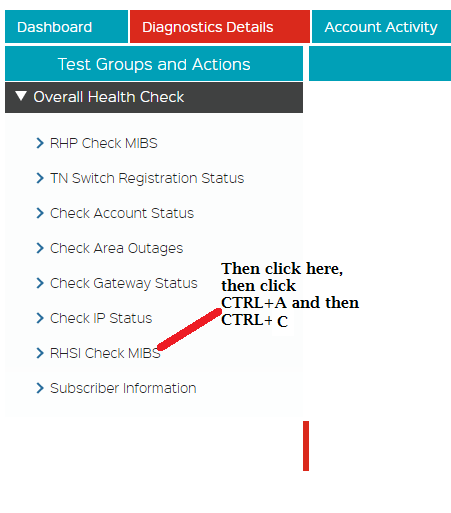 Dashboard
Diagnostics Details
Account Activity
Test Groups and Actions
Overall Health Check
RHP Check MIBS
TN Switch Registration Status
Check Account Status
Check Area Outages
Check Gateway Status
Check IP Status
RHSI Check MIBS
Subscriber Information
Then click here,
then click
CTRL+A and then
CTRL+ C